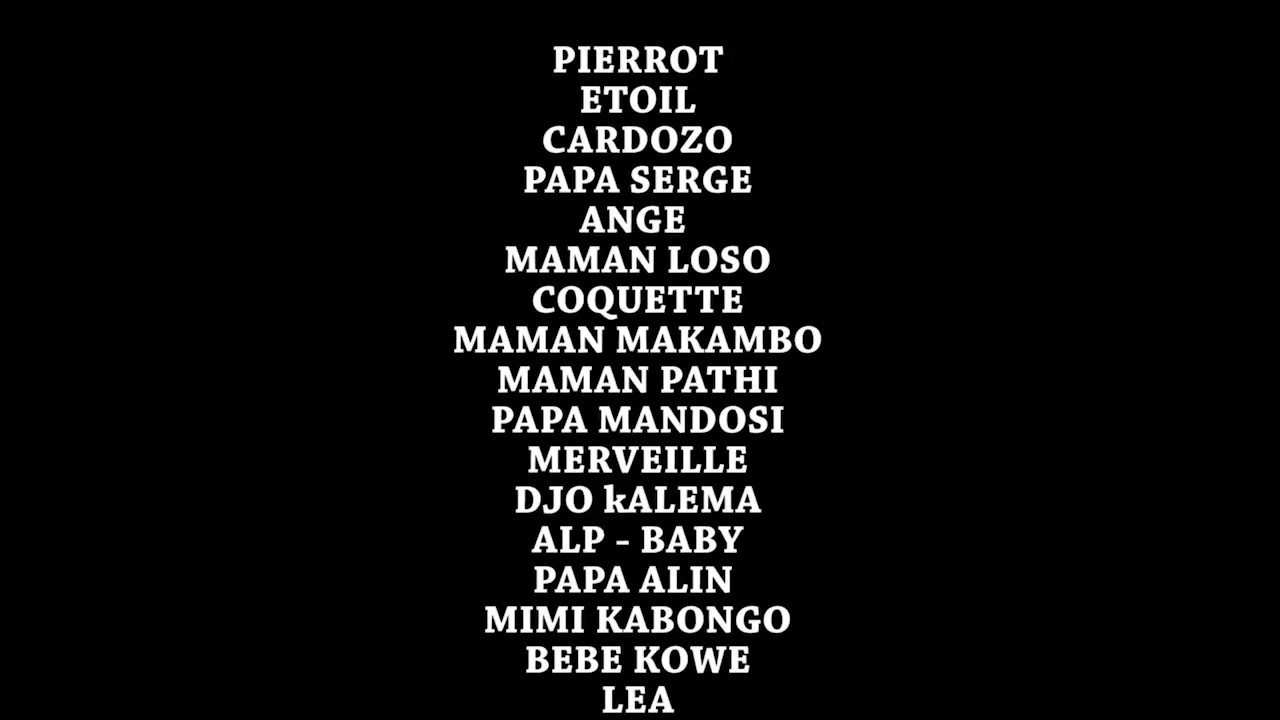 PIERROT
ETOIL
CARDOZO
PAPA SERGE
ANGE
MAMAN LOSO
COQUETTE
MAMAN MAKAMBO
MAMAN PATHI
PAPA MANDOSI
MERVEILLE
DJO kALEMA
ALP - BABY
PAPA ALIN
MIMI KABONGO
BEBE KOWE
LEA